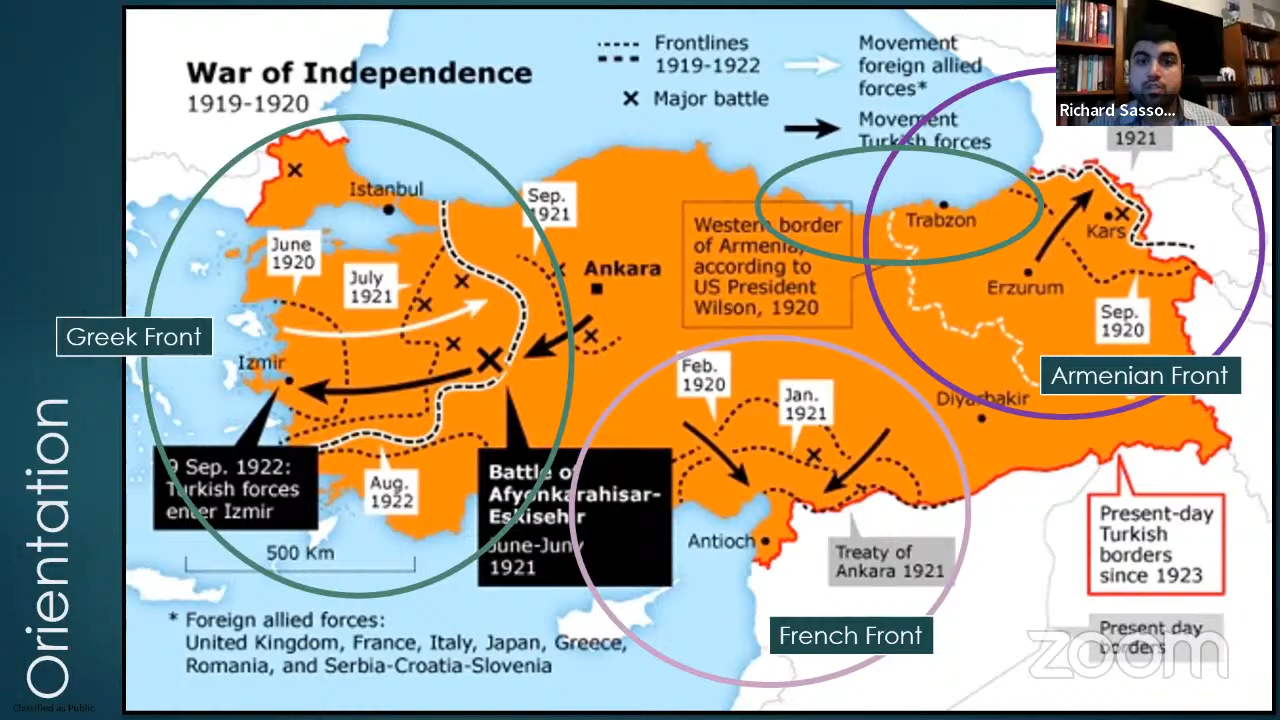 War of Independence
1919-1920
Frontlines
1919-1922
Major battle
Movement
foreign allied
forces*
Movement
Turkish forces
Richard Sasso...
1921
Istanbul
Sep.
1921
June
1920
July
1921
Ankara
Western border
of Armenia,
according to
US President
Wilson, 1920
Trabzon
Kars
Erzurum
Sep.
1920
Greek Front
Izmir
Armenian Front
Feb.
1920
Jan.
1921
Diyarbakir
9 Sep. 1922:
Turkish forces
enter Izmir
Aug.
1922
Battle of
Afyonkarahisar-
Eskisehir
June-Juny
1921
Antioch
Treaty of
Ankara 1921
Present-day
Turkish
borders
since 1923
500 Km
French Front
Present day
borders
zoom
* Foreign allied forces:
United Kingdom, France, Italy, Japan, Greece,
Romania, and Serbia-Croatia-Slovenia
Orientation
Classified as Public